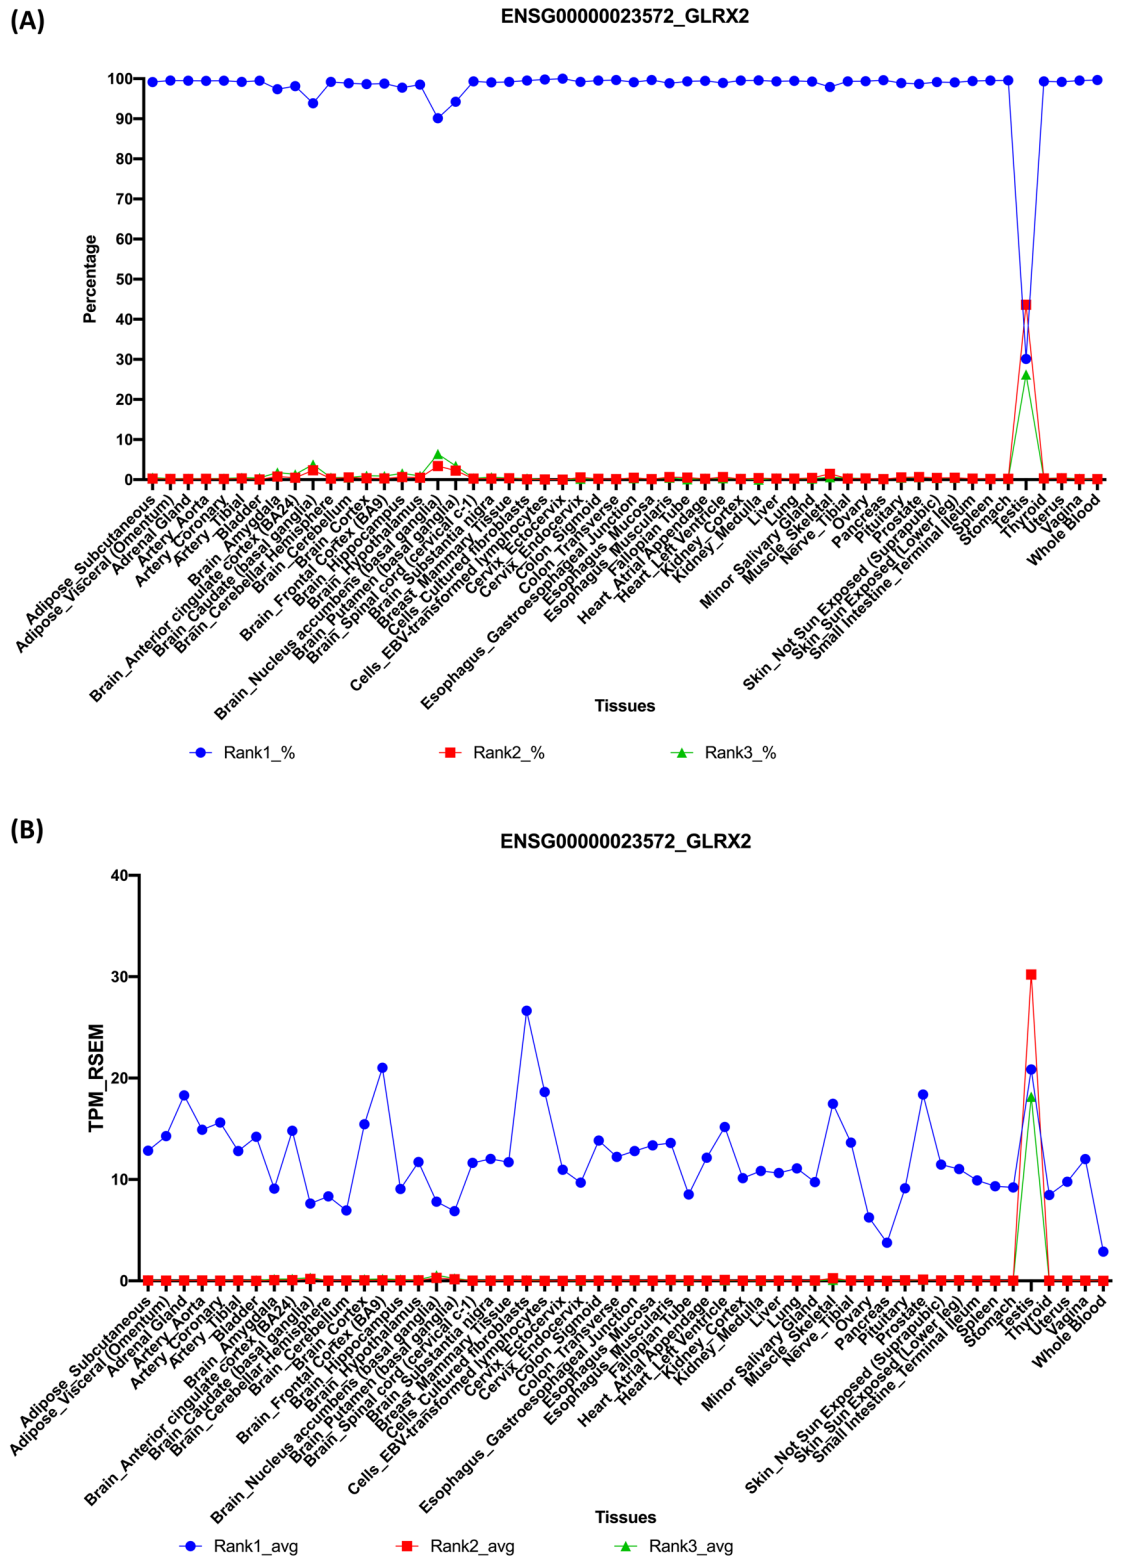 (A)
ENSG00000023572_GLRX2
Percentage
100
90
80
70
60
50
40
30
20
10
0
Adipose_Subcutaneous
Adipose_Visceral (Omentum)
Adrenal Gland
Artery_Aorta
Artery_Coronary
Artery_Tibial
Bladder
Brain_Amygdala
Brain_Anterior cingulate cortex (BA24)
Brain_Caudate (basal ganglia)
Brain_Cerebellar Hemisphere
Brain_Cerebellum
Brain_Cortex
Brain_Frontal Cortex (BA9)
Brain_Hippocampus
Brain_Hypothalamus
Brain_Nucleus accumbens (basal ganglia)
Brain_Putamen (basal ganglia)
Brain_Spinal cord (cervical c-1)
Brain_Substantia nigra
Breast_Mammary Tissue
Cells_Cultured fibroblasts
Cells_EBV-transformed lymphocytes
Cervix_Ectocervix
Cervix_Endocervix
Colon_Sigmoid
Colon_Transverse
Esophagus_Gastroesophageal Junction
Esophagus_Mucosa
Esophagus_Muscularis
Fallopian Tube
Heart_Atrial Appendage
Heart_Left Ventricle
Kidney_Cortex
Kidney_Medulla
Liver
Lung
Minor Salivary Gland
Muscle_Skeletal
Nerve_Tibial
Ovary
Pancreas
Pituitary
Prostate
Skin_Not Sun Exposed (Suprapubic)
Skin_Sun Exposed (Lower leg)
Small Intestine_Terminal Ileum
Spleen
Stomach
Testis
Thyroid
Uterus
Vagina
Whole Blood
Tissues
Rank1_% Rank2_% Rank3_%
(B)
ENSG00000023572_GLRX2
TPM_RSEM
40
30
20
10
0
Adipose_Subcutaneous
Adipose_Visceral (Omentum)
Adrenal Gland
Artery_Aorta
Artery_Coronary
Artery_Tibial
Bladder
Brain_Amygdala
Brain_Anterior cingulate cortex (BA24)
Brain_Caudate (basal ganglia)
Brain_Cerebellar Hemisphere
Brain_Cerebellum
Brain_Cortex
Brain_Frontal Cortex (BA9)
Brain_Hippocampus
Brain_Hypothalamus
Brain_Nucleus accumbens (basal ganglia)
Brain_Putamen (basal ganglia)
Brain_Spinal cord (cervical c-1)
Brain_Substantia nigra
Breast_Mammary Tissue
Cells_Cultured fibroblasts
Cells_EBV-transformed lymphocytes
Cervix_Ectocervix
Cervix_Endocervix
Colon_Sigmoid
Colon_Transverse
Esophagus_Gastroesophageal Junction
Esophagus_Mucosa
Esophagus_Muscularis
Fallopian Tube
Heart_Atrial Appendage
Heart_Left Ventricle
Kidney_Cortex
Kidney_Medulla
Liver
Lung
Minor Salivary Gland
Muscle_Skeletal
Nerve_Tibial
Ovary
Pancreas
Pituitary
Prostate
Skin_Not Sun Exposed (Suprapubic)
Skin_Sun Exposed (Lower leg)
Small Intestine_Terminal Ileum
Spleen
Stomach
Testis
Thyroid
Uterus
Vagina
Whole Blood
Tissues
Rank1_avg Rank2_avg Rank3_avg